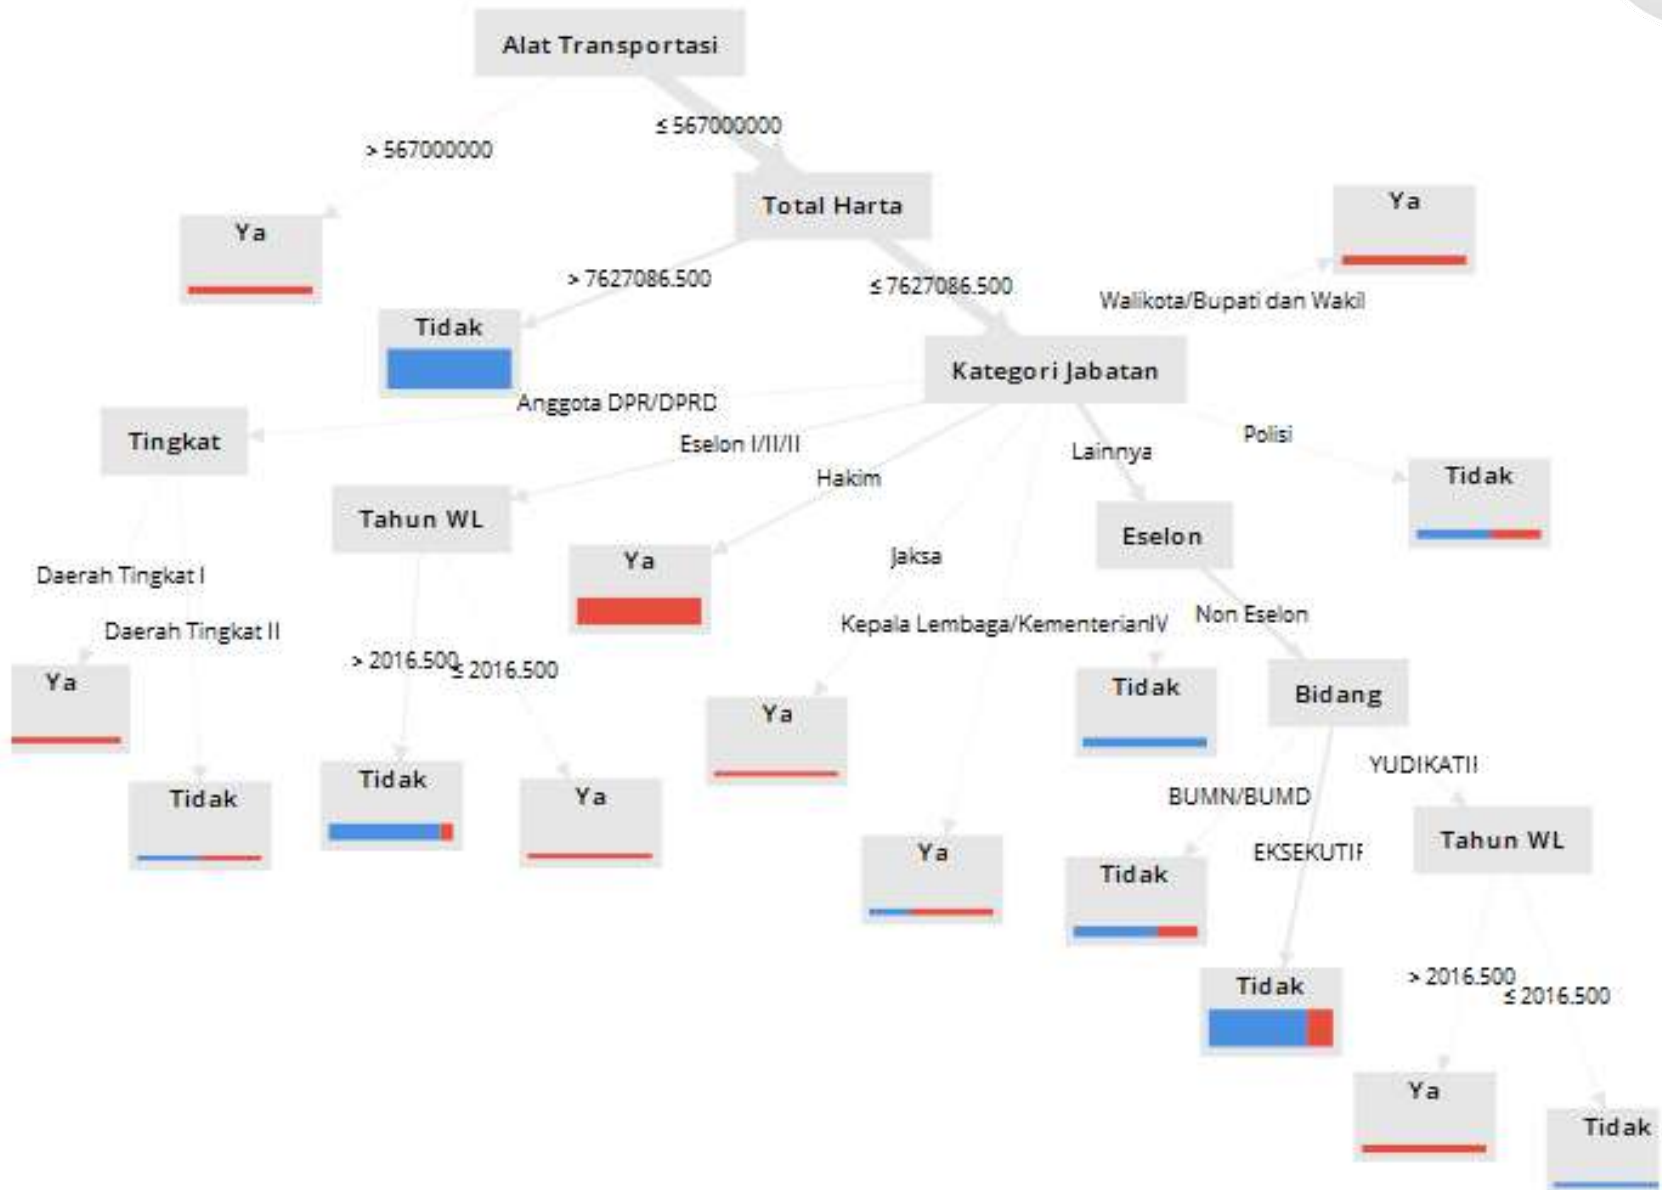 Alat Transportasi
≤ 567000000
> 567000000
Total Harta
Ya
Ya
> 7627086.500
≤ 7627086.500
Walikota/Bupati dan Wakil
Tidak
Kategori Jabatan
Anggota DPR/DPRD
Tingkat
Eselon I/II/II
Lainnya
Polisi
Hakim
Tidak
Tahun WL
Eselon
Ya
Jaksa
Daerah Tingkat I
Daerah Tingkat II
Kepala Lembaga/Kementerian
IV
Non Eselon
> 2016.500
≤ 2016.500
Ya
Tidak
Bidang
Ya
YUDIKATIF
Tidak
Tidak
Ya
BUMN/BUMD
Tahun WL
Ya
EKSEKUTIF
Tidak
> 2016.500
≤ 2016.500
Tidak
Ya
Tidak